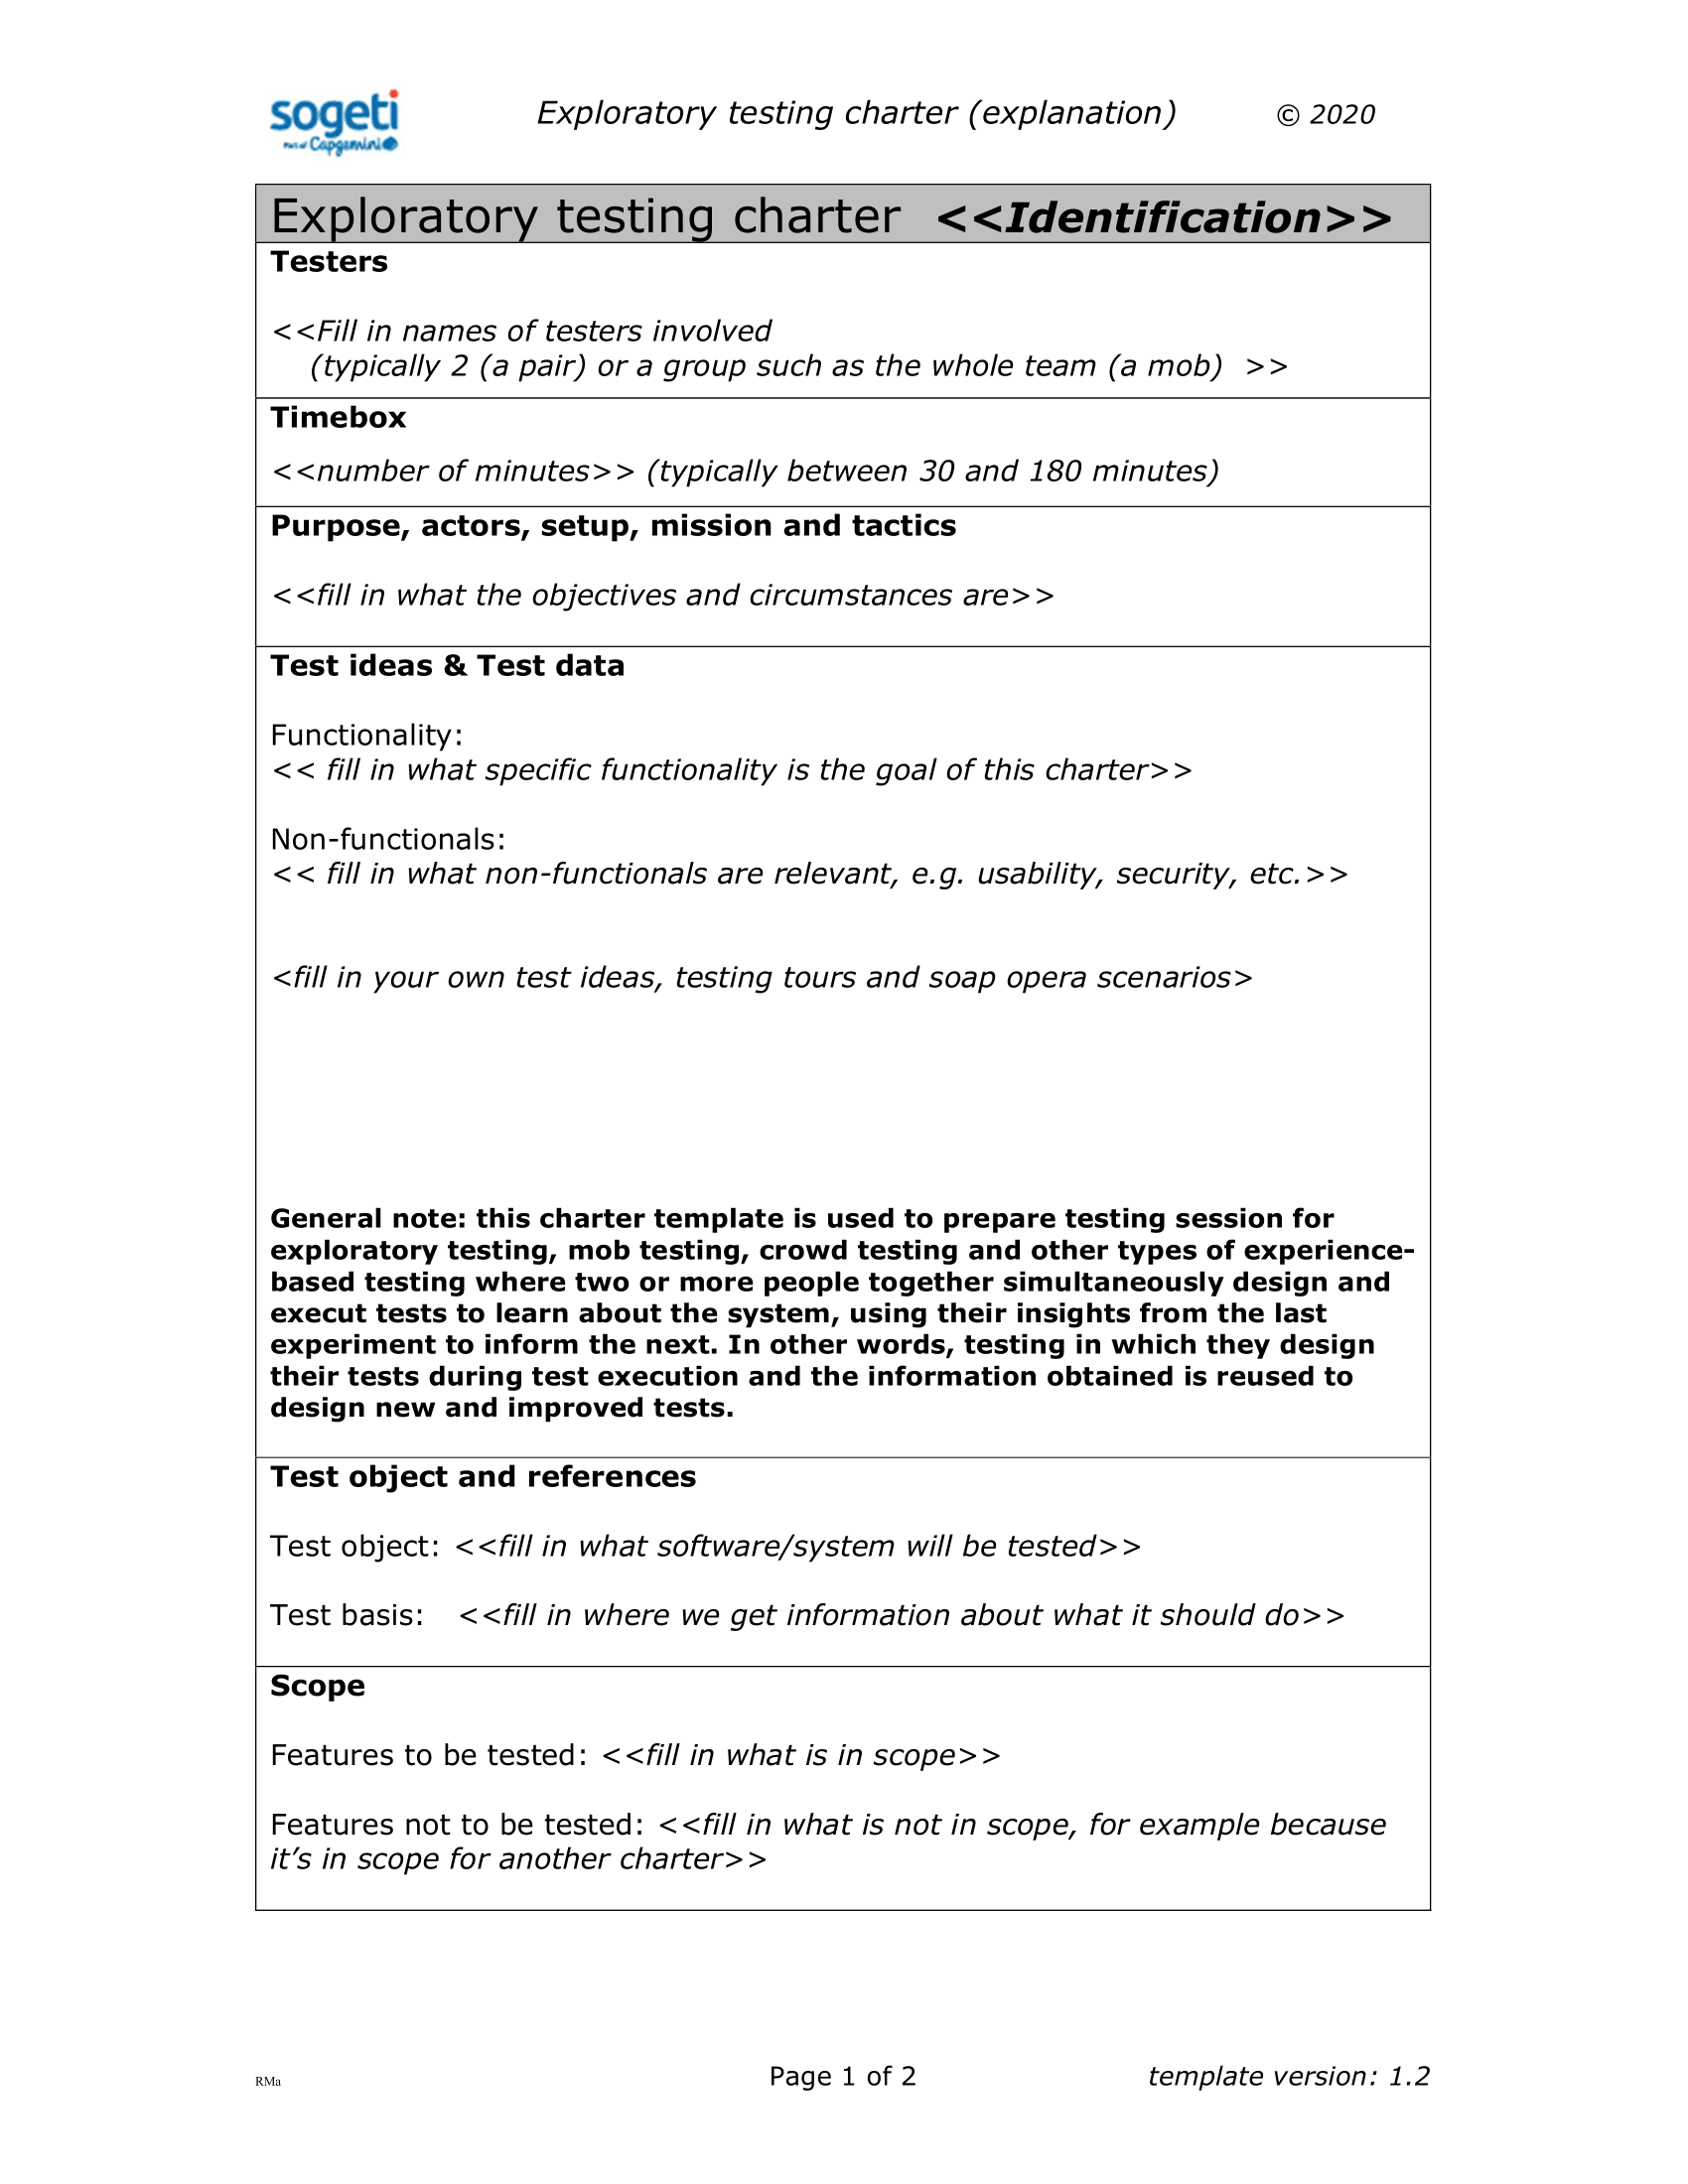 sogeti
Part of Capgemini
Exploratory testing charter (explanation)
© 2020
Exploratory testing charter <<Identification>>
Testers
<<Fill in names of testers involved
(typically 2 (a pair) or a group such as the whole team (a mob) >>
Timebox
<<number of minutes>> (typically between 30 and 180 minutes)
Purpose, actors, setup, mission and tactics
<<fill in what the objectives and circumstances are>>
Test ideas & Test data
Functionality:
<< fill in what specific functionality is the goal of this charter>>
Non-functionals:
<< fill in what non-functionals are relevant, e.g. usability, security, etc.>>
<fill in your own test ideas, testing tours and soap opera scenarios>
General note: this charter template is used to prepare testing session for
exploratory testing, mob testing, crowd testing and other types of experience-
based testing where two or more people together simultaneously design and
execut tests to learn about the system, using their insights from the last
experiment to inform the next. In other words, testing in which they design
their tests during test execution and the information obtained is reused to
design new and improved tests.
Test object and references
Test object: <<fill in what software/system will be tested>>
Test basis: <<fill in where we get information about what it should do>>
Scope
Features to be tested: <<fill in what is in scope>>
Features not to be tested: <<fill in what is not in scope, for example because
it’s in scope for another charter>>
RMa
Page 1 of 2
template version: 1.2